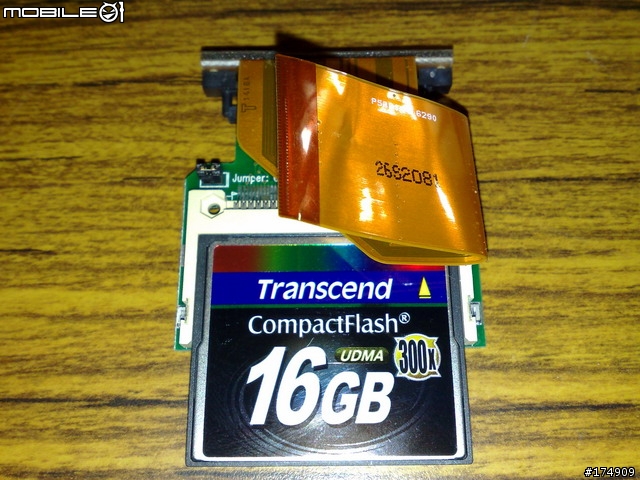 MOBILE01
Jumper:
2692081
Transcend
CompactFlash®
16GB
UDMA
300x
#174909